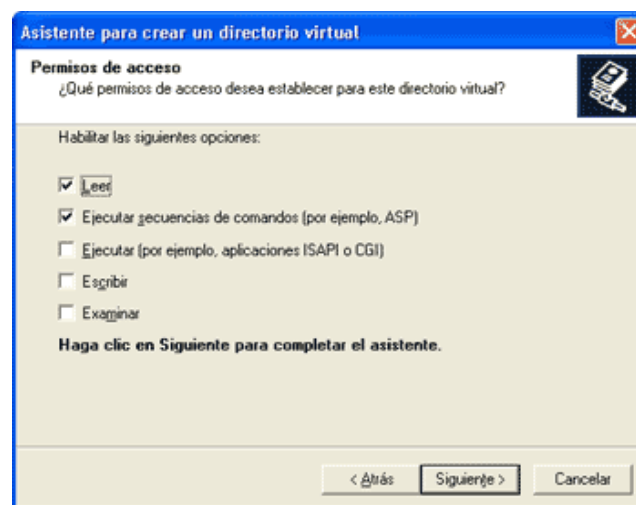 Asistente para crear un directorio virtual
Permisos de acceso
¿Qué permisos de acceso desea establecer para este directorio virtual?
Habilitar las siguientes opciones:
Leer
Ejecutar secuencias de comandos (por ejemplo, ASP)
Ejecutar (por ejemplo, aplicaciones ISAPI o CGI)
Escribir
Examinar
Haga clic en Siguiente para completar el asistente.
< Atrás Siguiente > Cancelar